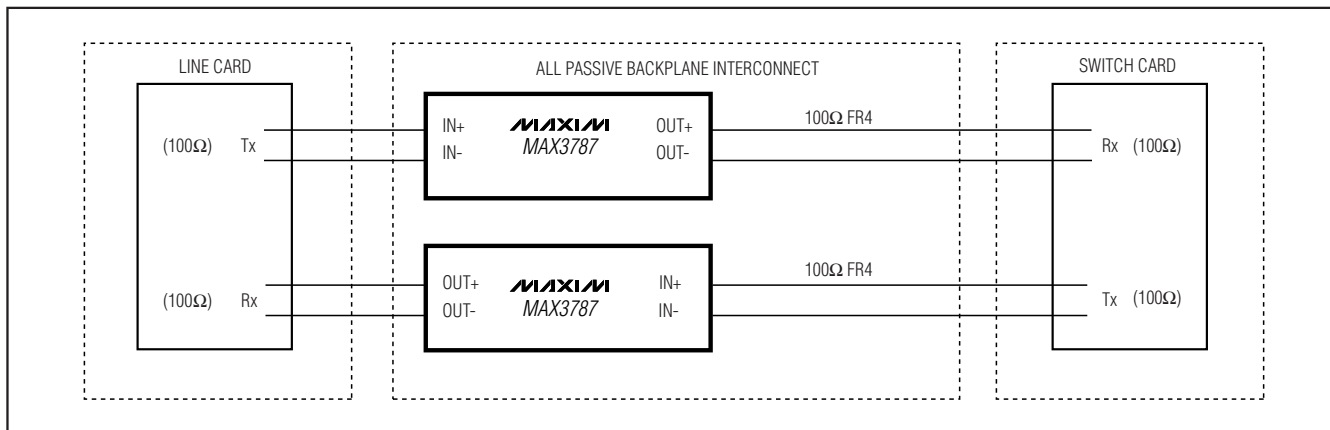 LINE CARD
ALL PASSIVE BACKPLANE INTERCONNECT
SWITCH CARD
(100Ω) Tx
IN+
IN-
MAXIM
MAX3787
OUT+
OUT-
100Ω FR4
Rx (100Ω)
(100Ω) Rx
OUT+
OUT-
MAXIM
MAX3787
IN+
IN-
100Ω FR4
Tx (100Ω)